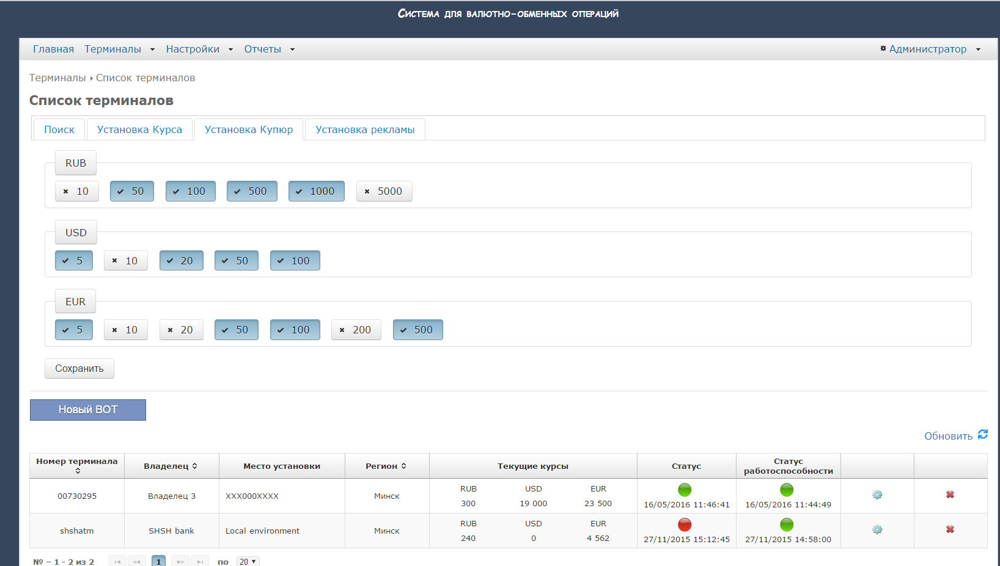 Система для валютно-обменных операций
Главная Терминалы Настройки Отчеты Администратор
Терминалы Список терминалов
Список терминалов
Поиск Установка Курса Установка Купюр Установка рекламы
RUB
10 50 100 500 1000 5000
USD
5 10 20 50 100
EUR
5 10 20 50 100 200 500
Сохранить
Новый ВОТ
Обновить
Номер терминала Владелец Место установки Регион Текущие курсы Статус Статус работоспособности
00730295 Владелец 3 XXX000XXXX Минск RUB USD EUR
300 19 000 23 500 16/05/2016 11:46:41 16/05/2016 11:44:49
shshatm SHSH bank Local environment Минск RUB USD EUR
240 0 4 562 27/11/2015 15:12:45 27/11/2015 14:58:00
№ – 1 - 2 из 2 1 по 20